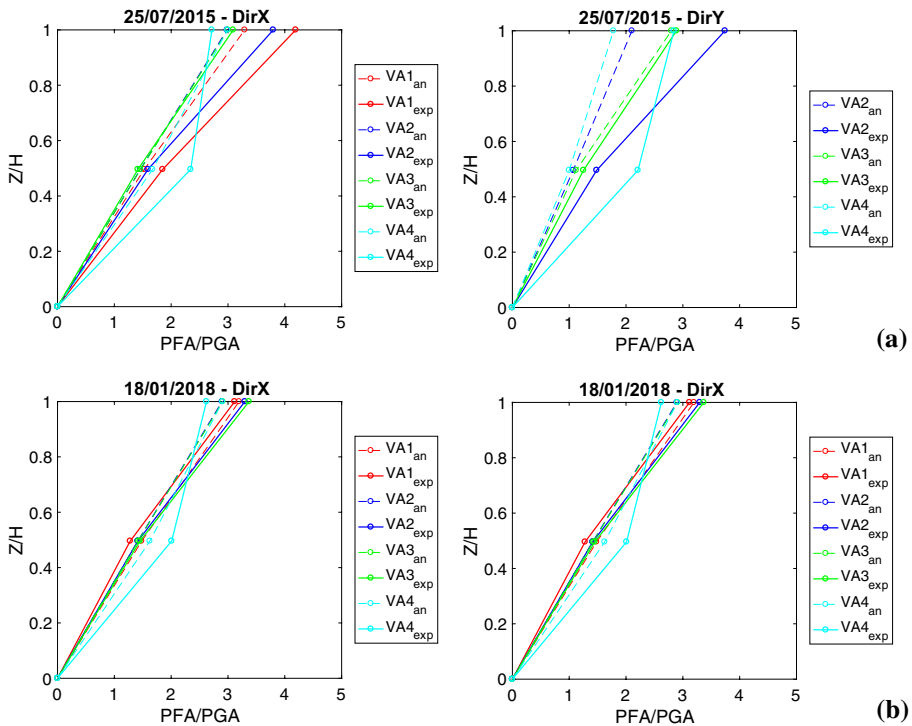 25/07/2015 - DirX
1
0.8
0.6
0.4
0.2
0
Z/H
0 1 2 3 4 5
PFA/PGA
VA1an
VA1exp
VA2an
VA2exp
VA3an
VA3exp
VA4an
VA4exp
25/07/2015 - DirY
1
0.8
0.6
0.4
0.2
0
Z/H
0 1 2 3 4 5
PFA/PGA
VA2an
VA2exp
VA3an
VA3exp
VA4an
VA4exp
(a)
18/01/2018 - DirX
1
0.8
0.6
0.4
0.2
0
Z/H
0 1 2 3 4 5
PFA/PGA
VA1an
VA1exp
VA2an
VA2exp
VA3an
VA3exp
VA4an
VA4exp
18/01/2018 - DirX
1
0.8
0.6
0.4
0.2
0
Z/H
0 1 2 3 4 5
PFA/PGA
VA1an
VA1exp
VA2an
VA2exp
VA3an
VA3exp
VA4an
VA4exp
(b)